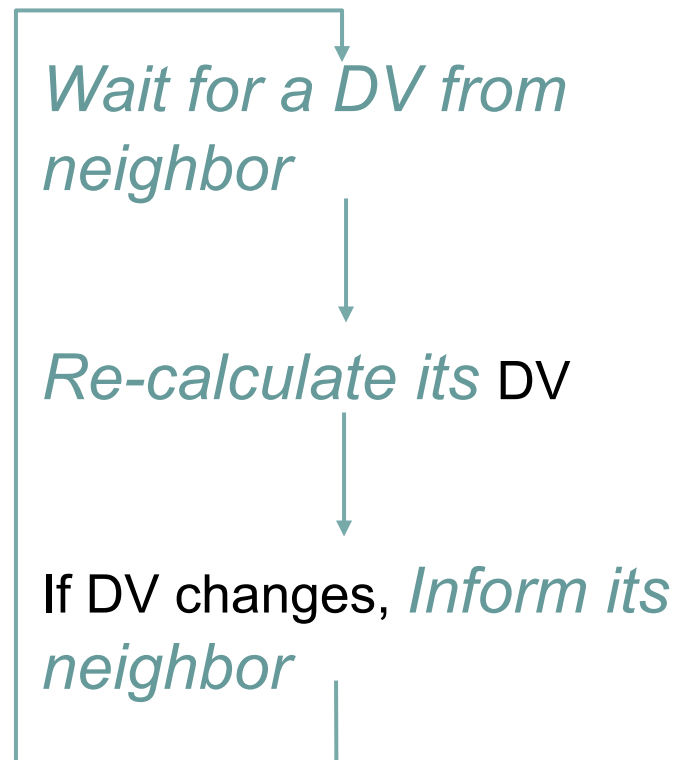 Wait for a DV from
neighbor
Re-calculate its DV
If DV changes, Inform its
neighbor